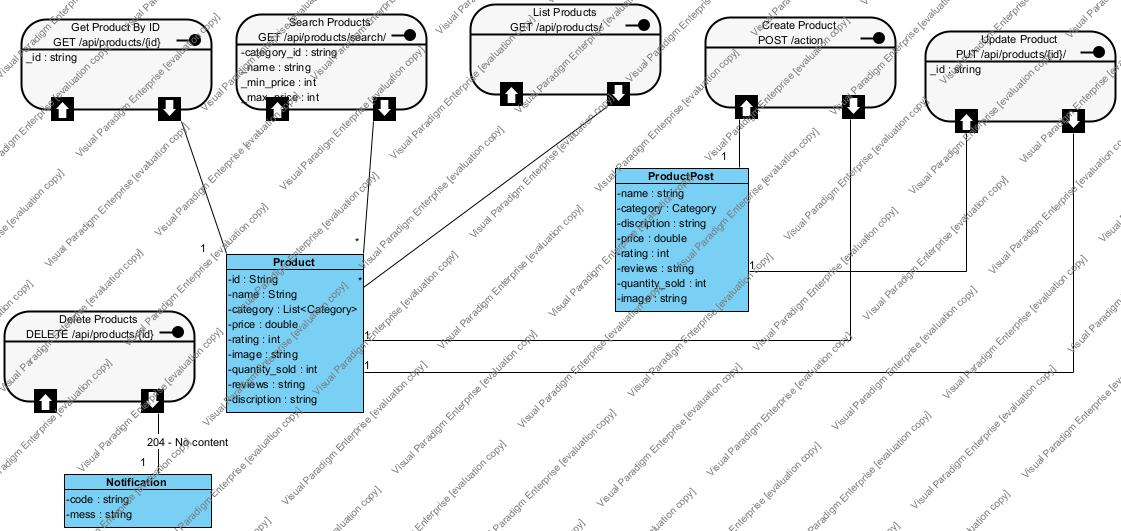 Get Product By ID
GET /api/products/{id}
_id : string
Search Products
GET /api/products/search/
-category_id : string
_name : string
_min_price : int
_max_price : int
List Products
GET /api/products/
Create Product
POST /action
Update Product
PUT /api/products/{id}/
_id : string
1
*
1
ProductPost
-name : string
-category : Category
-discription : string
-price : double
-rating : int
-reviews : string
-quantity_sold : int
-image : string
1
Product
-id : String
-name : String
-category : List<Category>
-price : double
-rating : int
-image : string
-quantity_sold : int
-reviews : string
discription : string
*
1
1
Delete Products
DELETE /api/products/{id}
204 - No content
1
Notification
-code : string
-mess : string
Visual Paradigm Enterprise [evaluation copy]